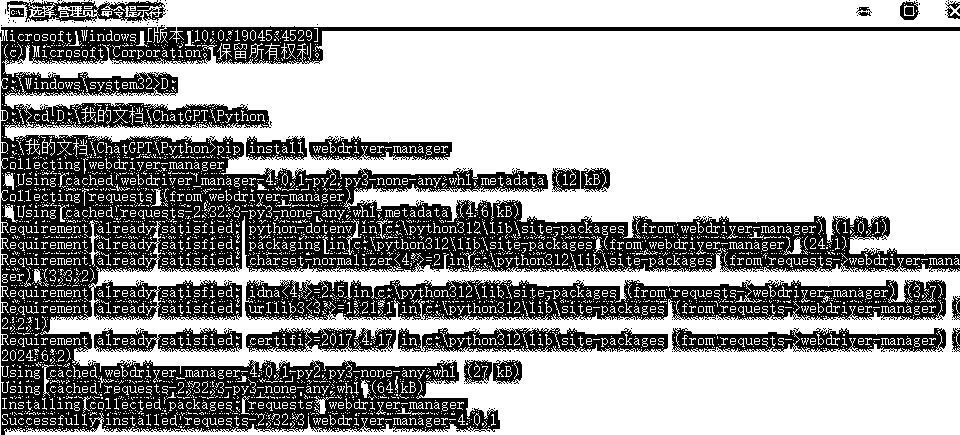 选择 管理员: 命令提示符
Microsoft Windows [版本 10.0.19045.4529]
(c) Microsoft Corporation。保留所有权利。
C:\Windows\system32>D:
D:\>cd D:\我的文档\ChatGPT\Python
D:\我的文档\ChatGPT\Python>pip install webdriver-manager
Collecting webdriver-manager
Using cached webdriver_manager-4.0.1-py2.py3-none-any.whl.metadata (12 kB)
Collecting requests (from webdriver-manager)
Using cached requests-2.32.3-py3-none-any.whl.metadata (4.6 kB)
Requirement already satisfied: python-dotenv in c:\python312\lib\site-packages (from webdriver-manager) (1.0.1)
Requirement already satisfied: packaging in c:\python312\lib\site-packages (from webdriver-manager) (24.1)
Requirement already satisfied: charset-normalizer<4,>=2 in c:\python312\lib\site-packages (from requests->webdriver-mana
ger) (3.3.2)
Requirement already satisfied: idna<4,>=2.5 in c:\python312\lib\site-packages (from requests->webdriver-manager) (3.7)
Requirement already satisfied: urllib3<3,>=1.21.1 in c:\python312\lib\site-packages (from requests->webdriver-manager) (
2.2.1)
Requirement already satisfied: certifi>=2017.4.17 in c:\python312\lib\site-packages (from requests->webdriver-manager) (
2024.6.2)
Using cached webdriver_manager-4.0.1-py2.py3-none-any.whl (27 kB)
Using cached requests-2.32.3-py3-none-any.whl (64 kB)
Installing collected packages: requests, webdriver-manager
Successfully installed requests-2.32.3 webdriver-manager-4.0.1